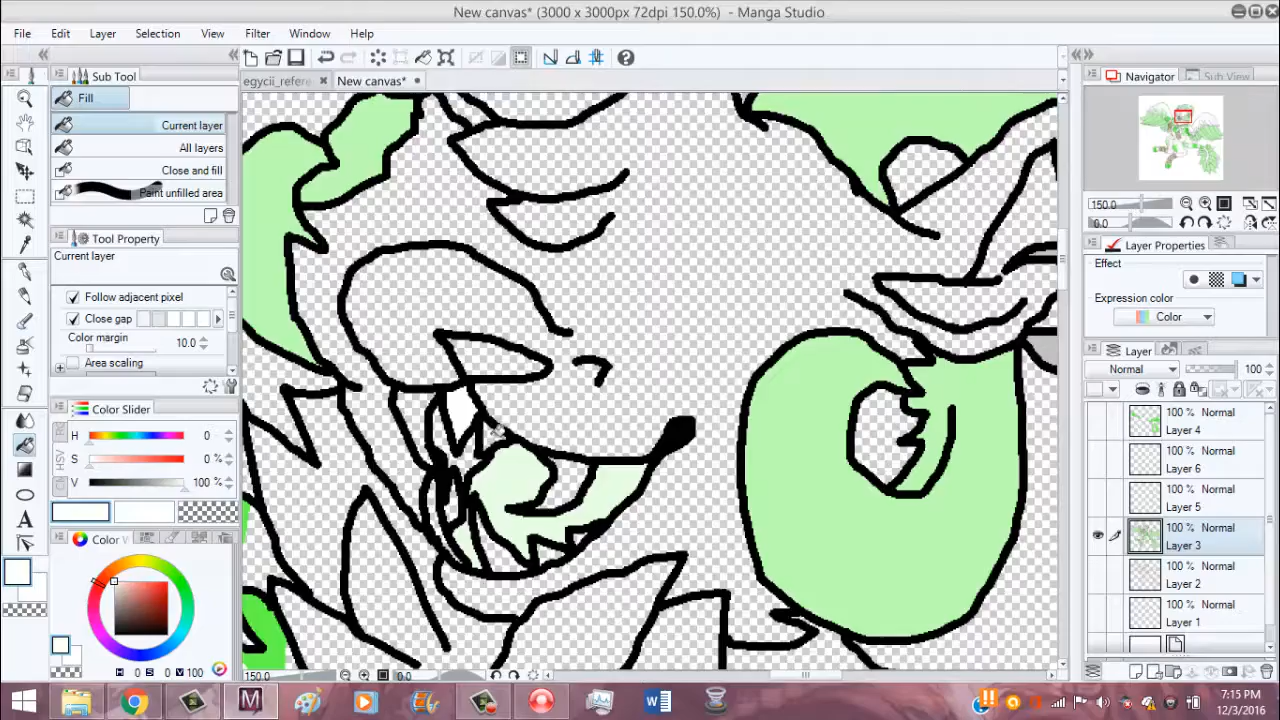 New canvas* (3000 x 3000px 72dpi 150.0%) - Manga Studio
File Edit Layer Selection View Filter Window Help
Sub Tool
egycii_refere New canvas*
Navigator Sub View
Fill
Current layer
All layers
Close and fill
Paint unfilled area
150.0
0.0
Tool Property
Current layer
Layer Properties
Effect
Follow adjacent pixel
Close gap
Expression color
Color
Color margin
10.0
Area scaling
Layer
Normal 100
Color Slider
HSV
H 0
S 0 %
V 100 %
100 % Normal
Layer 4
100 % Normal
Layer 6
100 % Normal
Layer 5
100 % Normal
Layer 3
100 % Normal
Layer 2
100 % Normal
Layer 1
A
H 0 S 0 V 100
150.0 0.0
7:15 PM
12/3/2016